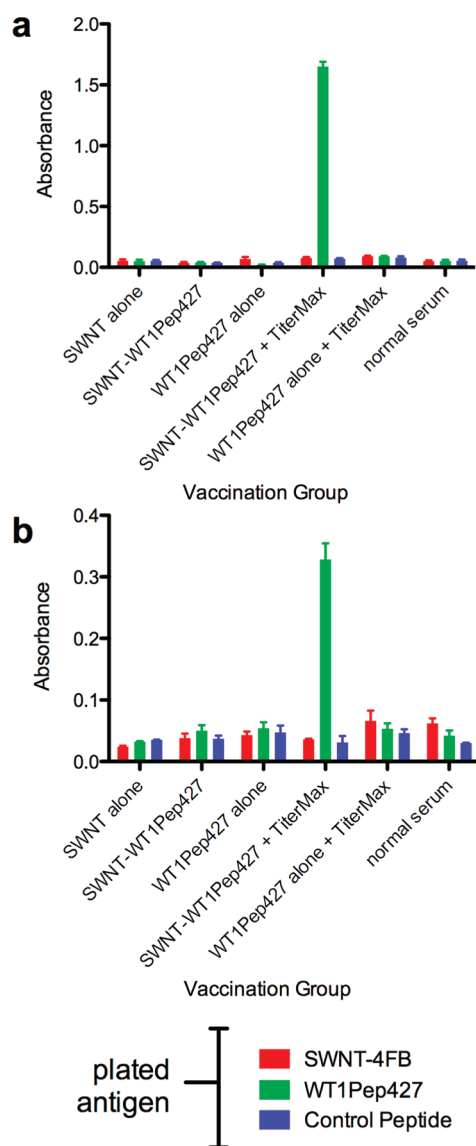 a
2.0
1.5
1.0
0.5
0.0
Absorbance
SWNT alone
SWNT-WT1Pep427
WT1Pep427 alone
SWNT-WT1Pep427 + TiterMax
WT1Pep427 alone + TiterMax
normal serum
Vaccination Group
b
0.4
0.3
0.2
0.1
0.0
Absorbance
SWNT alone
SWNT-WT1Pep427
WT1Pep427 alone
SWNT-WT1Pep427 + TiterMax
WT1Pep427 alone + TiterMax
normal serum
Vaccination Group
plated
antigen
SWNT-4FB
WT1Pep427
Control Peptide